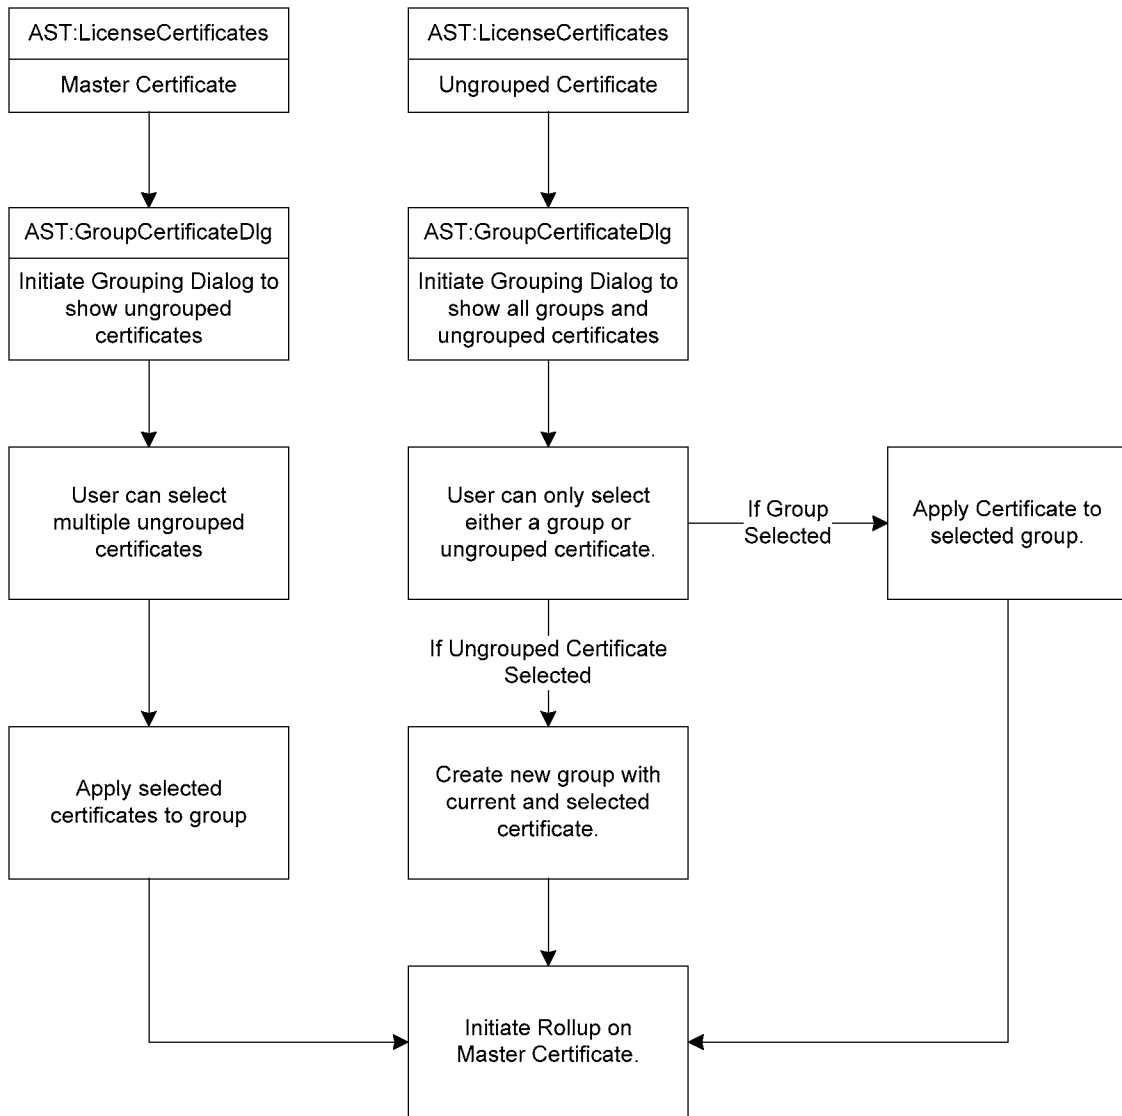 AST:LicenseCertificates
Master Certificate
AST:LicenseCertificates
Ungrouped Certificate
AST:GroupCertificateDlg
Initiate Grouping Dialog to
show ungrouped
certificates
AST:GroupCertificateDlg
Initiate Grouping Dialog to
show all groups and
ungrouped certificates
User can select
multiple ungrouped
certificates
User can only select
either a group or
ungrouped certificate.
If Group
Selected
Apply Certificate to
selected group.
If Ungrouped Certificate
Selected
Apply selected
certificates to group
Create new group with
current and selected
certificate.
Initiate Rollup on
Master Certificate.